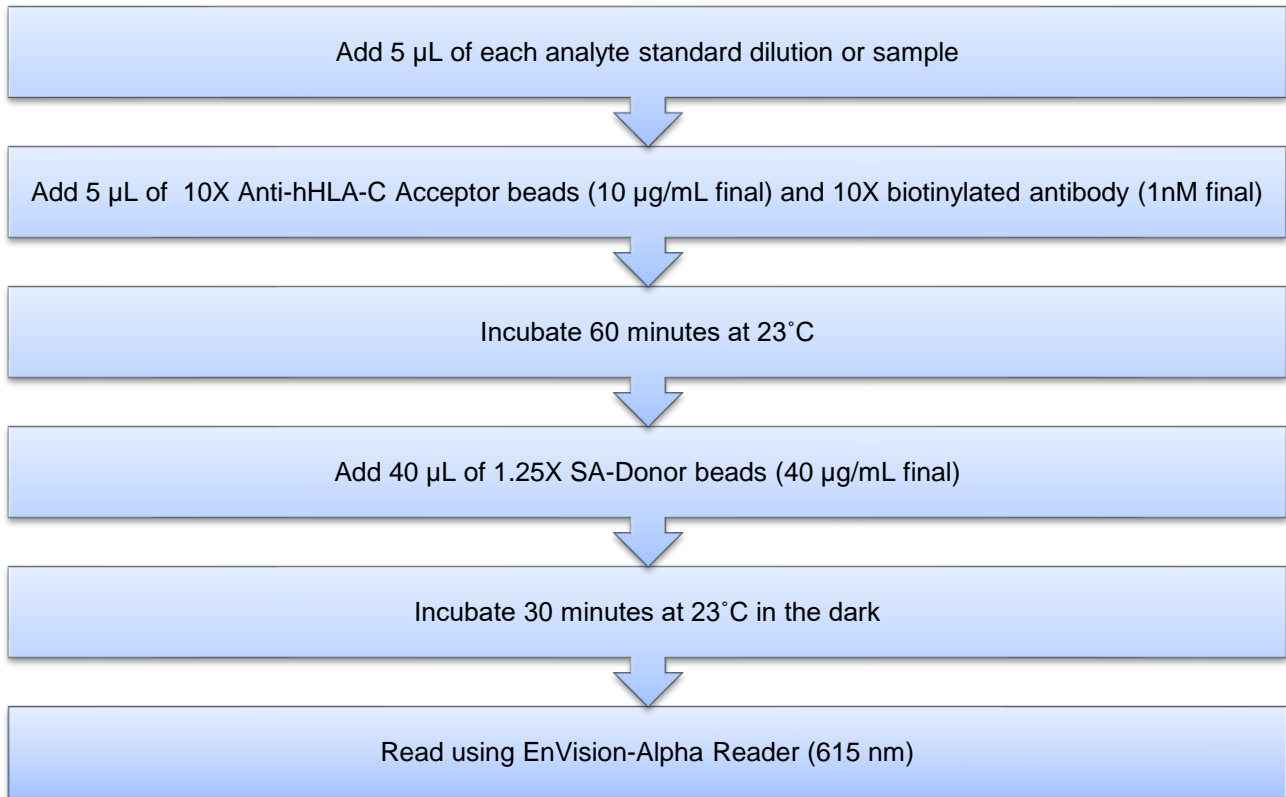 Add 5 µL of each analyte standard dilution or sample
Add 5 µL of  10X Anti-hHLA-C Acceptor beads (10 µg/mL final) and 10X biotinylated antibody (1nM final)
Incubate 60 minutes at 23˚C
Add 40 µL of 1.25X SA-Donor beads (40 µg/mL final)
Incubate 30 minutes at 23˚C in the dark
Read using EnVision-Alpha Reader (615 nm)